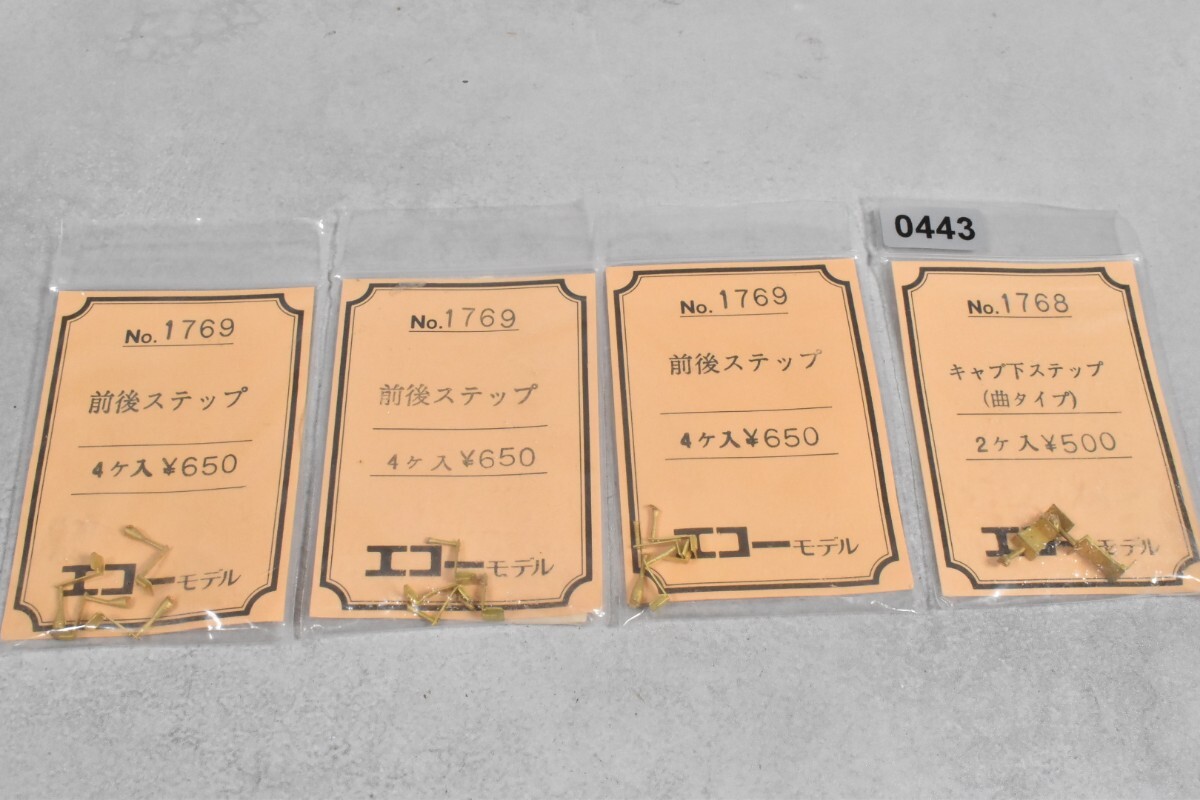 0443
No.1769
前後ステップ
4ケ入¥650
エコーモデル
No.1769
前後ステップ
4ケ入¥650
エコーモデル
No.1769
前後ステップ
4ケ入¥650
エコーモデル
No.1768
キャブ下ステップ
(曲タイプ)
2ケ入¥500
エコーモデル